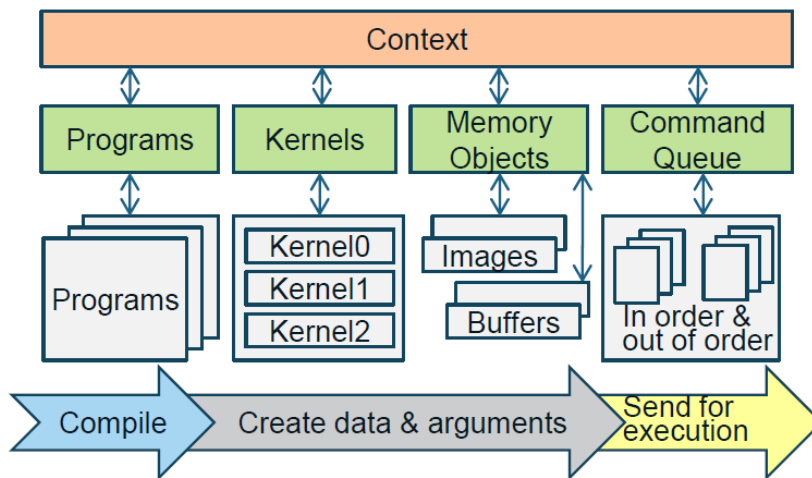 Context
Programs
Kernels
Memory
Objects
Command
Queue
Programs
Kernel0
Kernel1
Kernel2
Images
Buffers
In order &
out of order
Compile
Create data & arguments
Send for
execution